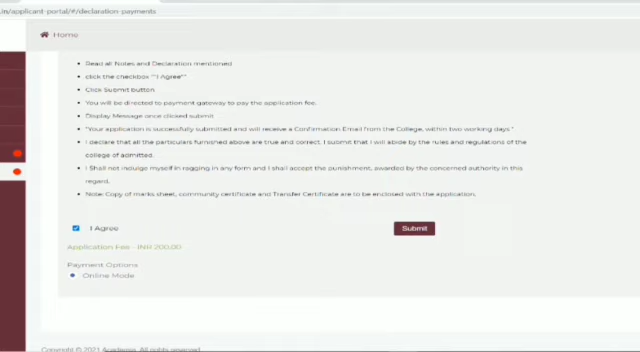 .in/applicant-portal/#/declaration-payments
Home
Read all Notes and Declaration mentioned
click the checkbox ""I Agree""
Click Submit button
You will be directed to payment gateway to pay the application fee.
Display Message once clicked submit
"Your application is successfully submitted and will receive a Confirmation Email from the College, within two working days".
I declare that all the particulars furnished above are true and correct. I submit that I will abide by the rules and regulations of the
college of admitted.
I Shall not indulge myself in ragging in any form and I shall accept the punishment, awarded by the concerned authority in this
regard.
Note: Copy of marks sheet, community certificate and Transfer Certificate are to be enclosed with the application.
I Agree
Submit
Application Fee - INR 200.00
Payment Options
Online Mode
Copyright © 2021 Academia. All rights reserved.